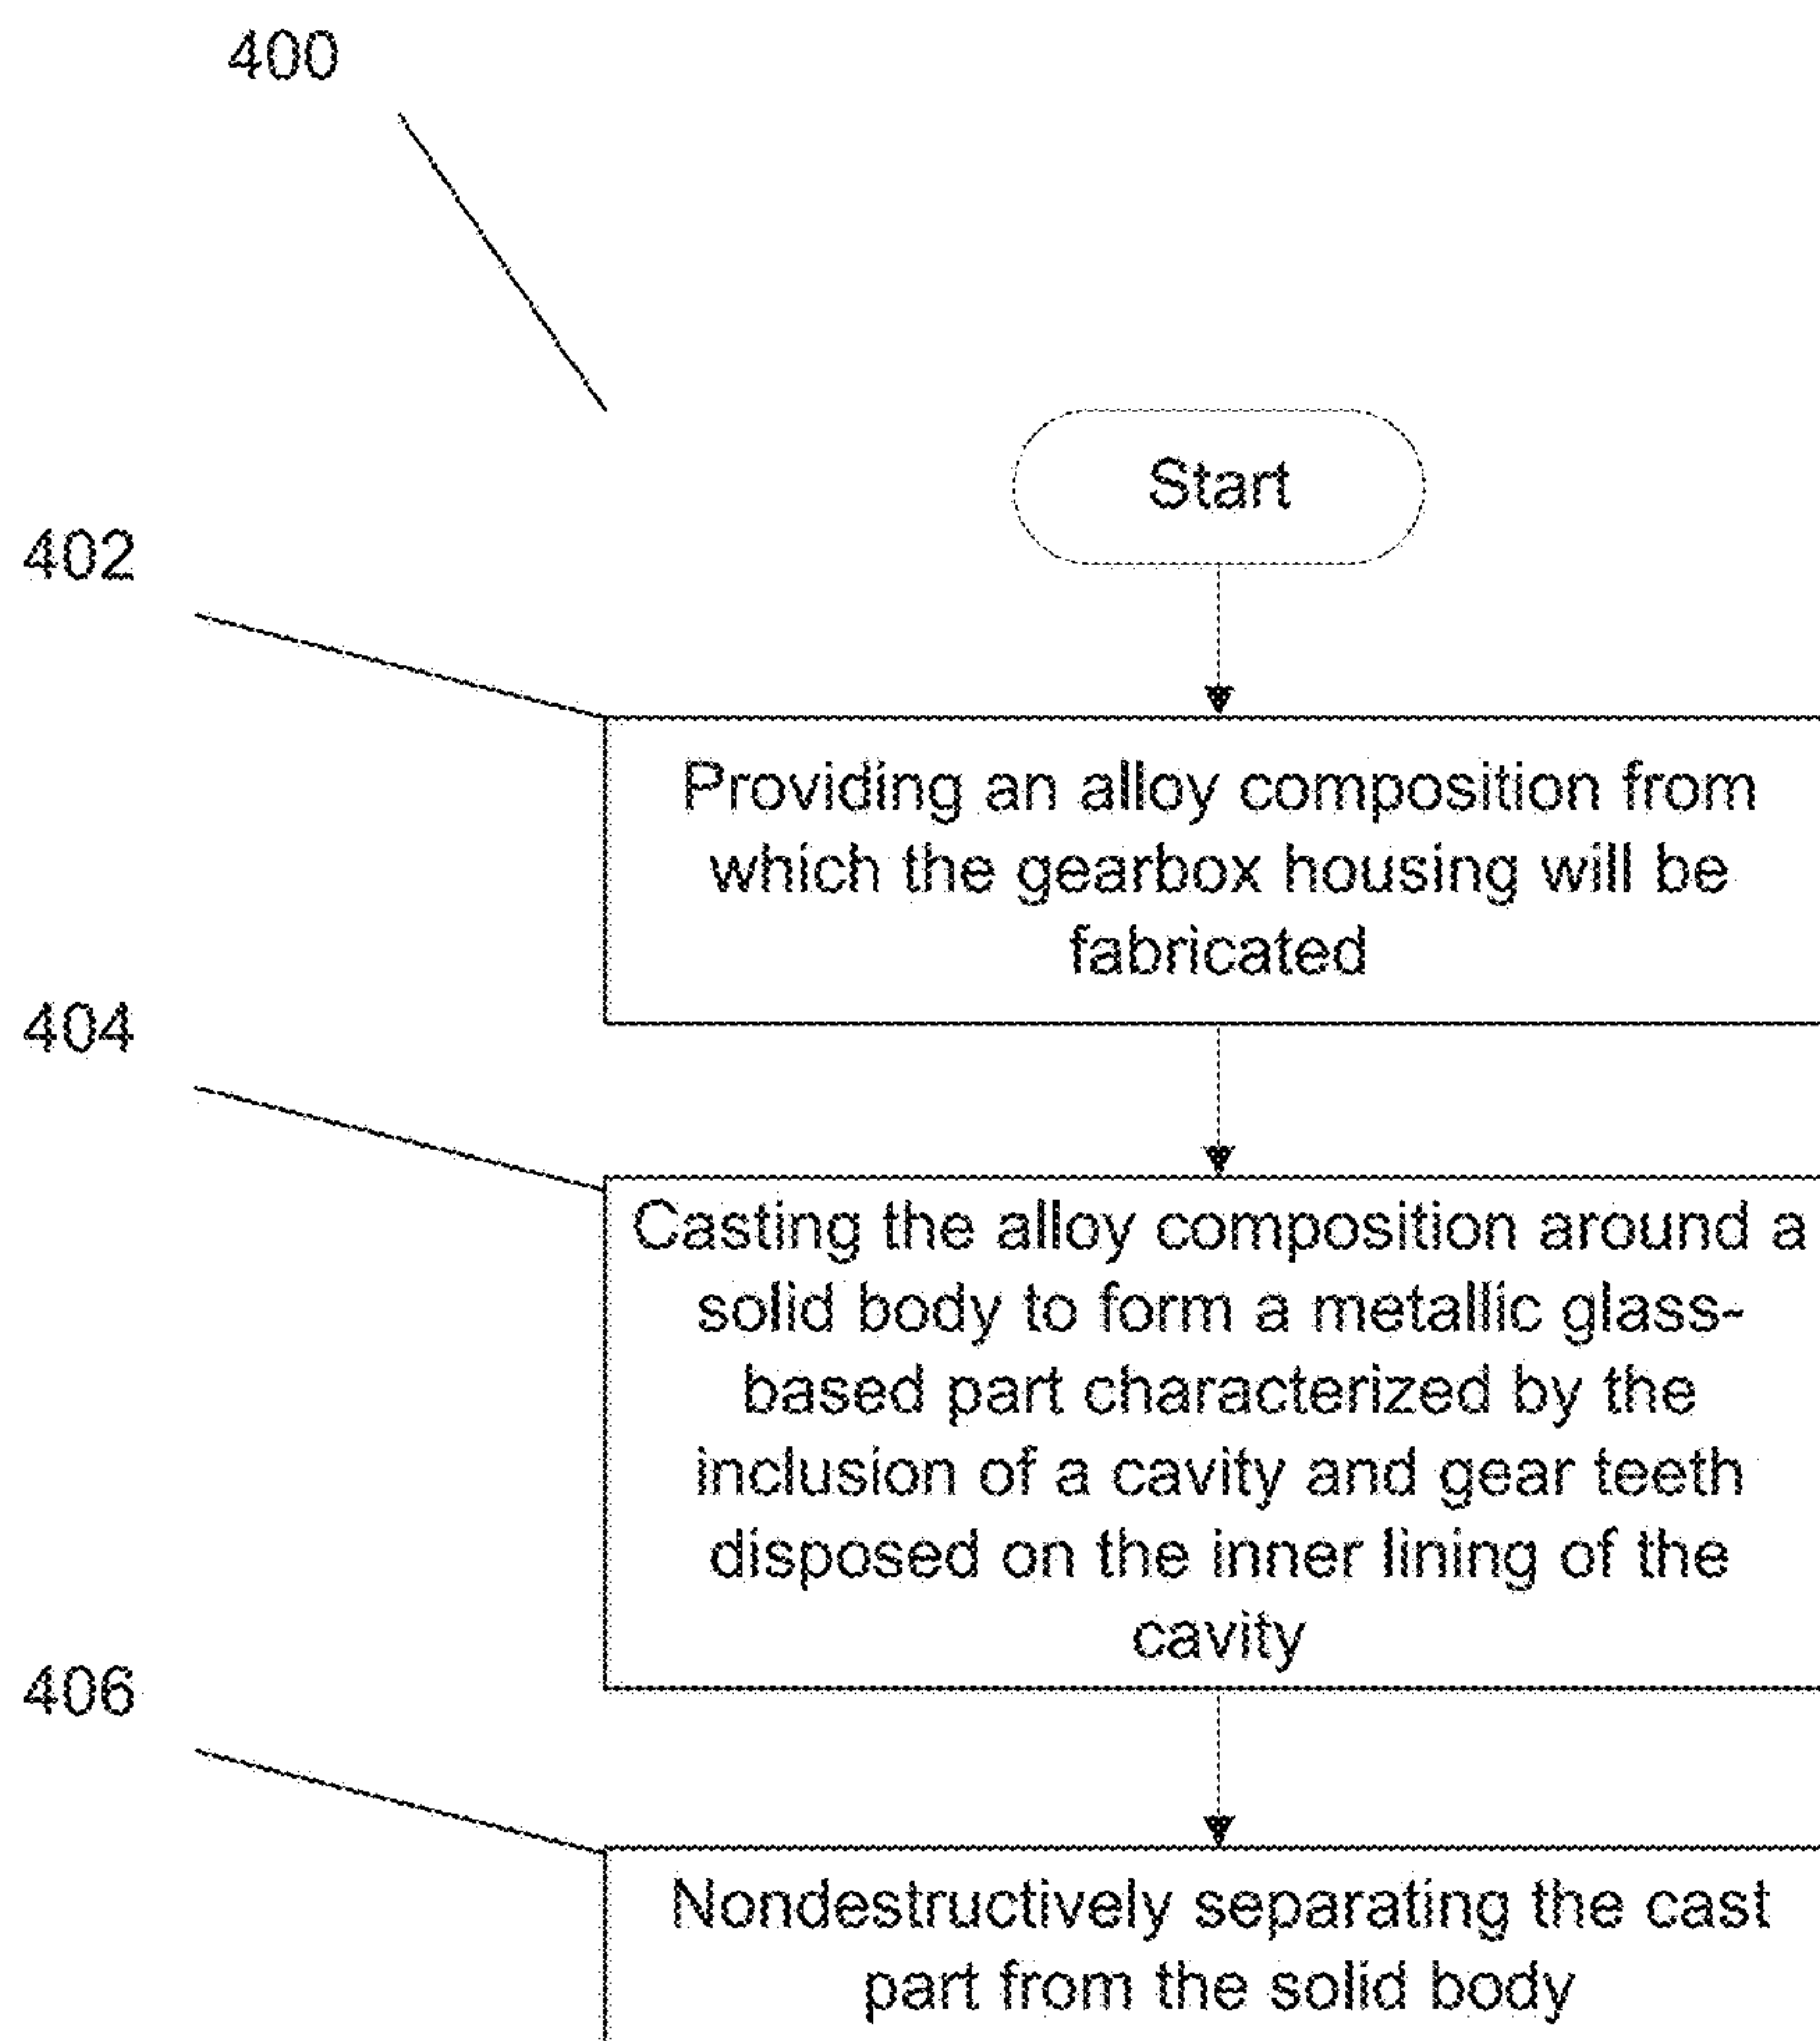 400
Start
402
Providing an alloy composition from
which the gearbox housing will be
fabricated
404
Casting the alloy composition around a
solid body to form a metallic glass-
based part characterized by the
inclusion of a cavity and gear teeth
disposed on the inner lining of the
cavity
406
Nondestructively separating the cast
part from the solid body